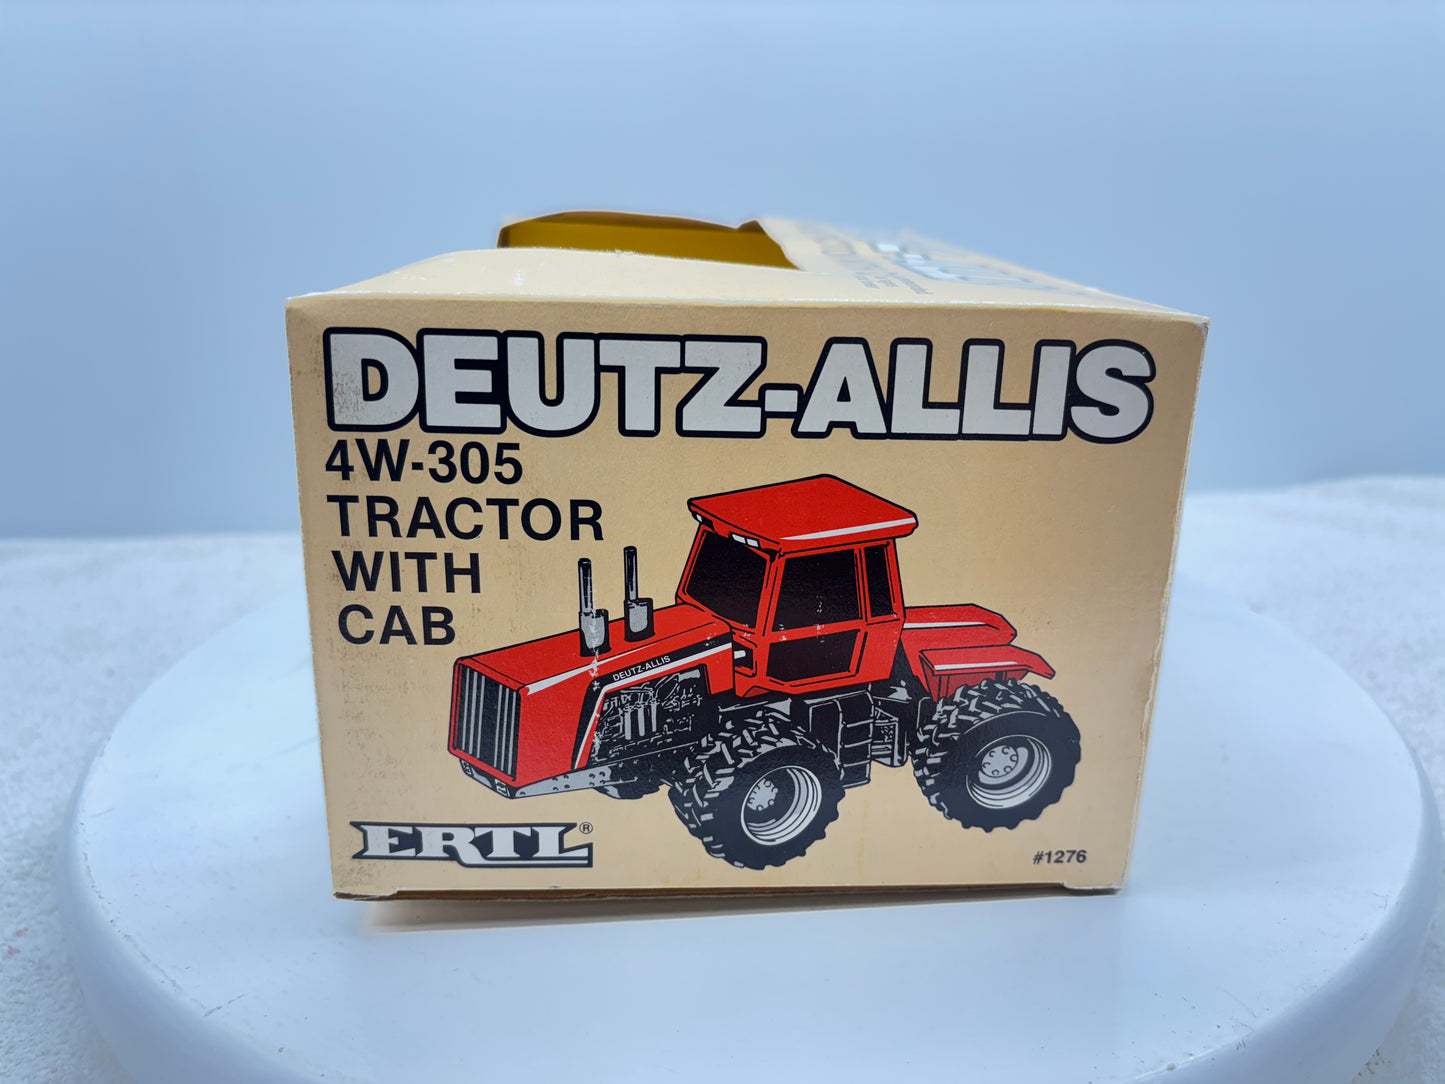 DEUTZ-ALLIS
4W-305
TRACTOR
WITH
CAB
DEUTZ-ALLIS
ERTL®
#1276